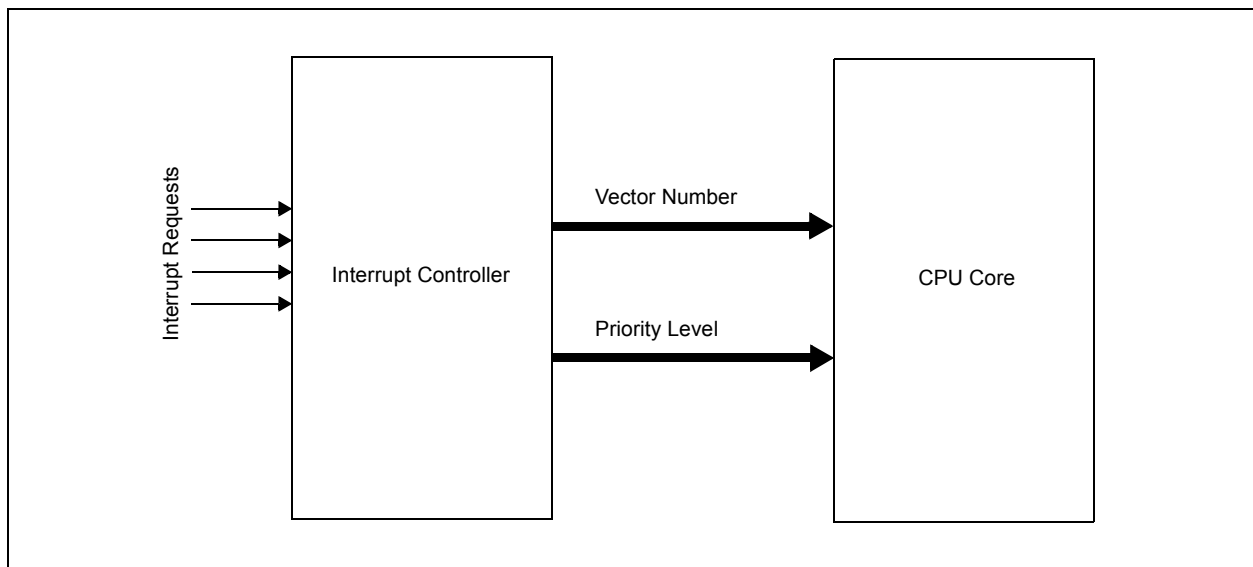 Interrupt Requests
Interrupt Controller
Vector Number
Priority Level
CPU Core